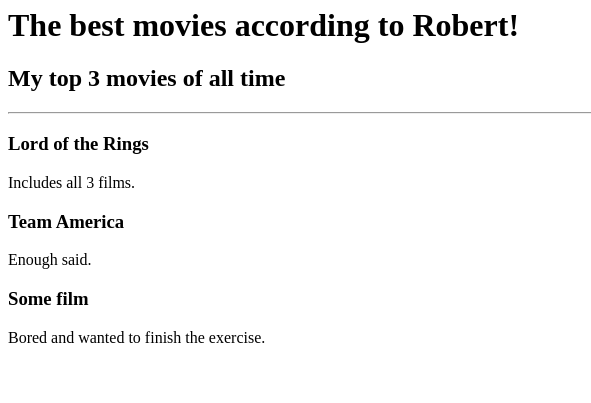 The best movies according to Robert!
My top 3 movies of all time
Lord of the Rings
Includes all 3 films.
Team America
Enough said.
Some film
Bored and wanted to finish the exercise.